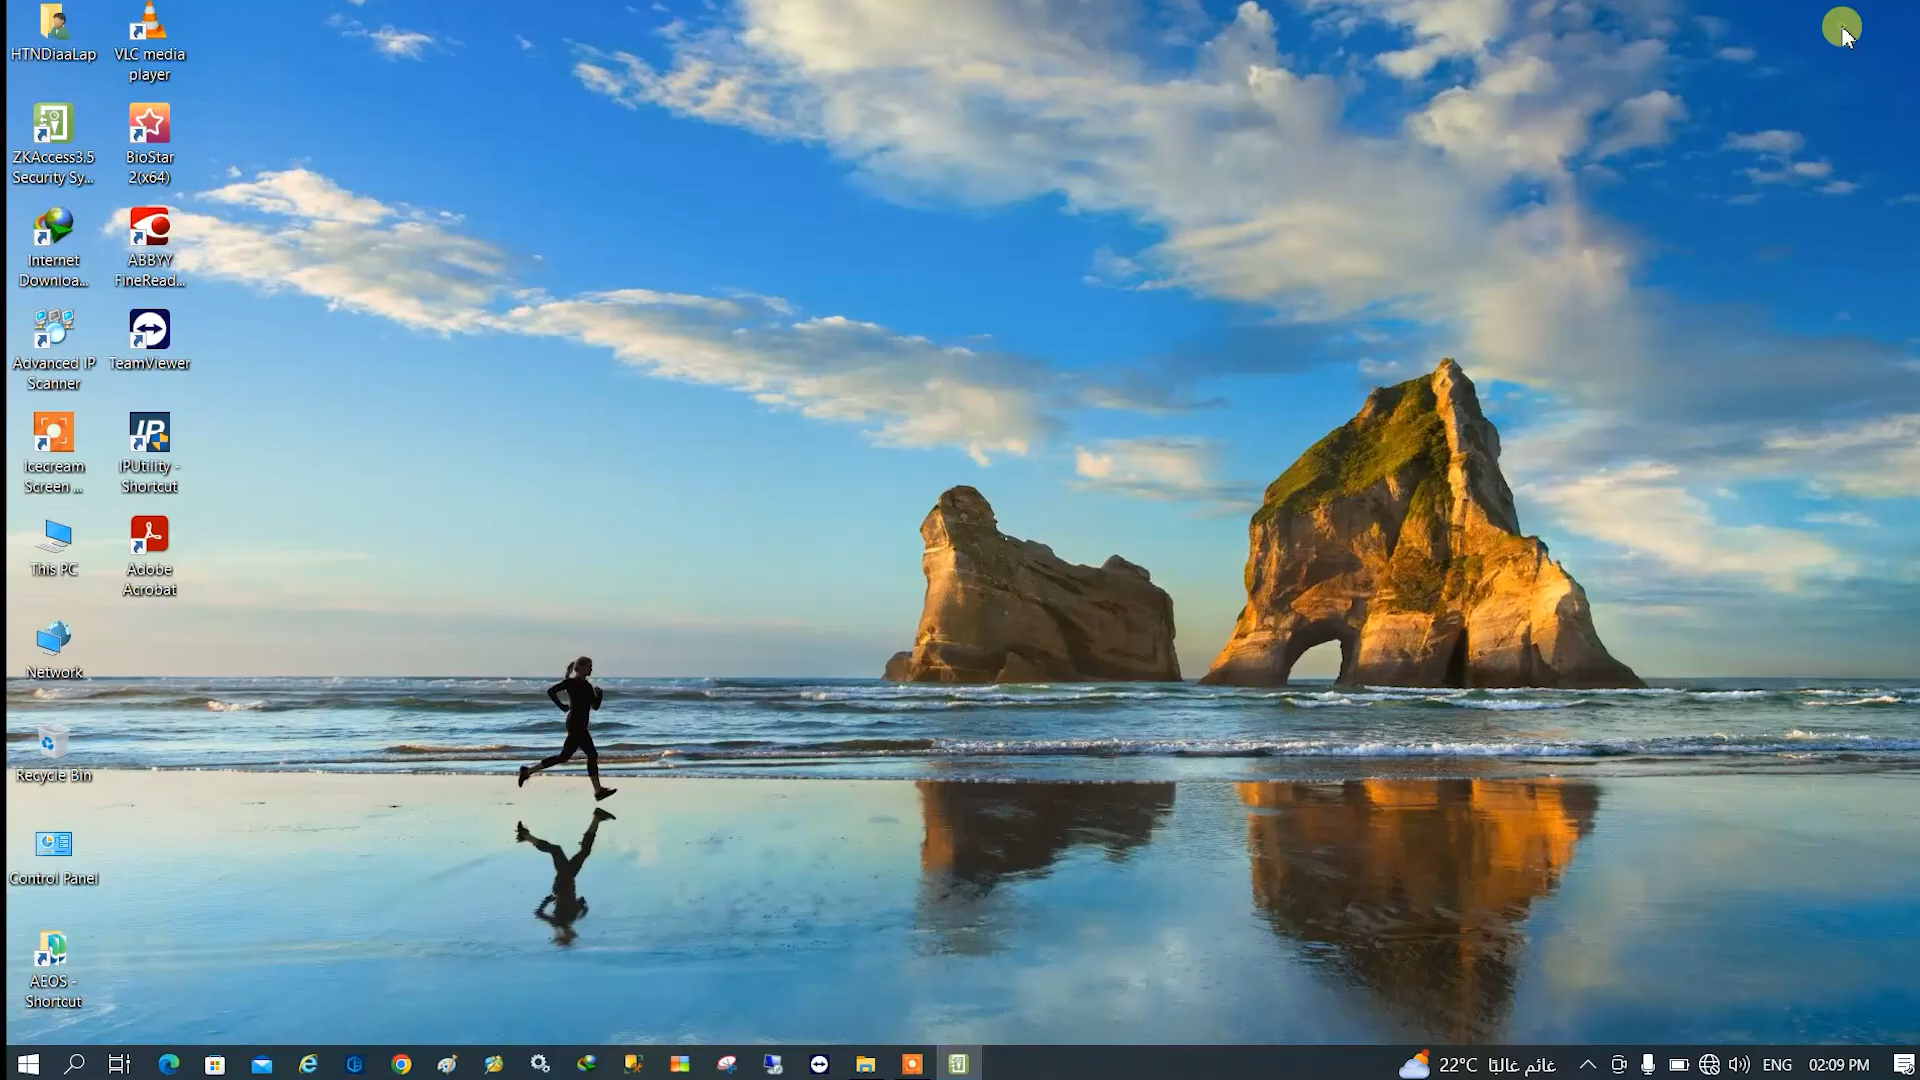 HTNDiaaLap
VLC media
player
ZKAccess3.5
Security Sy...
BioStar
2(x64)
Internet
Downloa...
ABBYY
FineRead...
Advanced IP
Scanner
TeamViewer
Icecream
Screen ...
IP
IPUtility -
Shortcut
This PC
Adobe
Acrobat
Network
Recycle Bin
Control Panel
AEOS -
Shortcut
22°C غائم غالبًا ENG 02:09 PM